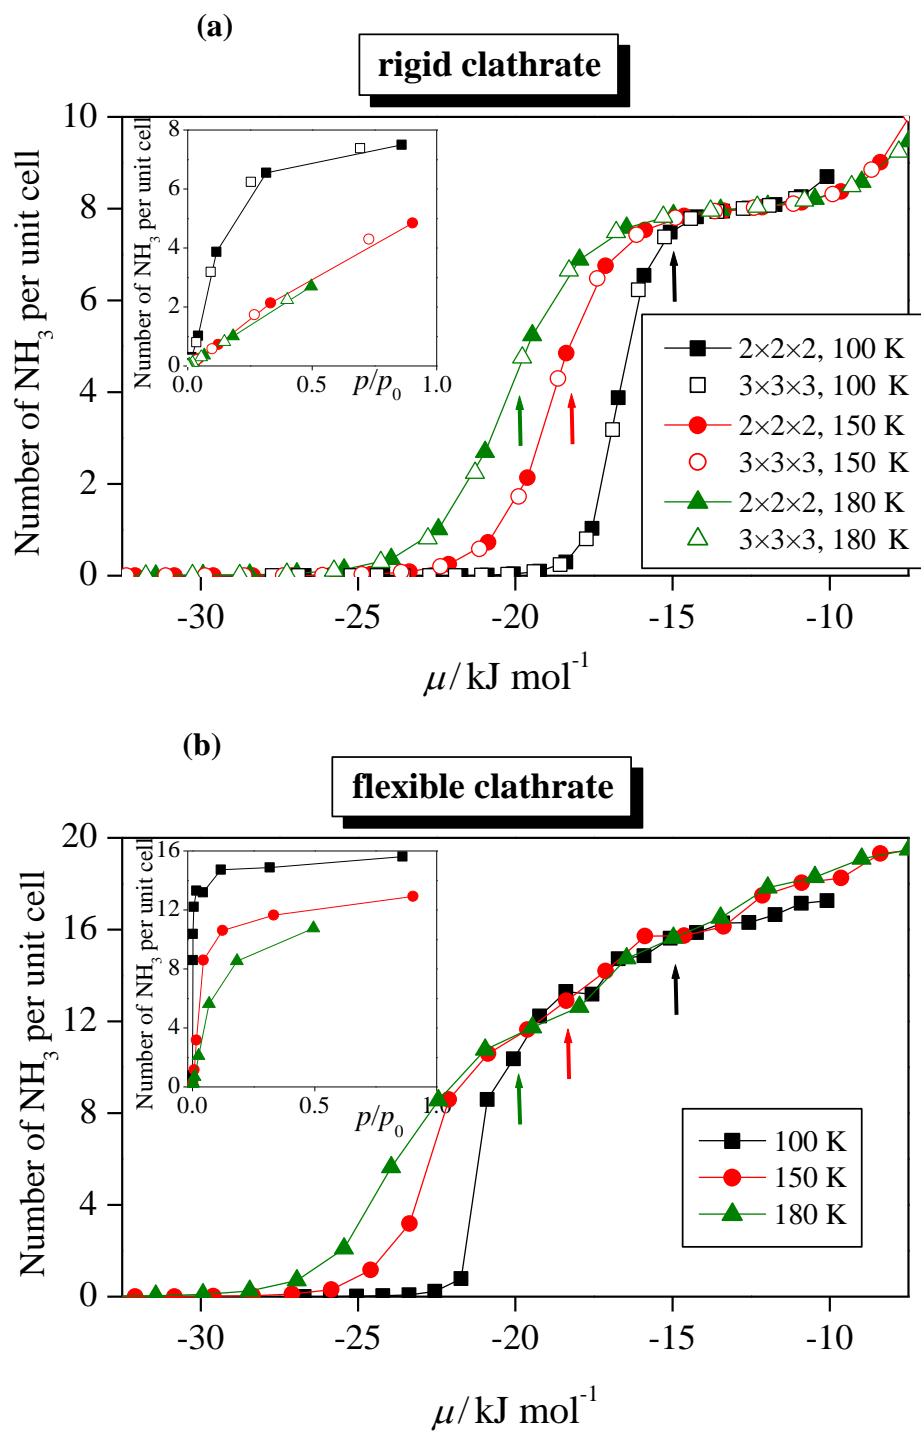 (a)
rigid clathrate
Number of NH3 per unit cell
10
8
6
4
2
0
Number of NH3 per unit cell
8
6
4
2
0
0.0
0.5
1.0
p/p0
2×2×2, 100 K
3×3×3, 100 K
2×2×2, 150 K
3×3×3, 150 K
2×2×2, 180 K
3×3×3, 180 K
-30
-25
-20
-15
-10
μ/ kJ mol-1
(b)
flexible clathrate
Number of NH3 per unit cell
20
16
12
8
4
0
Number of NH3 per unit cell
16
12
8
4
0
0.0
0.5
1.0
p/p0
100 K
150 K
180 K
-30
-25
-20
-15
-10
μ/ kJ mol-1